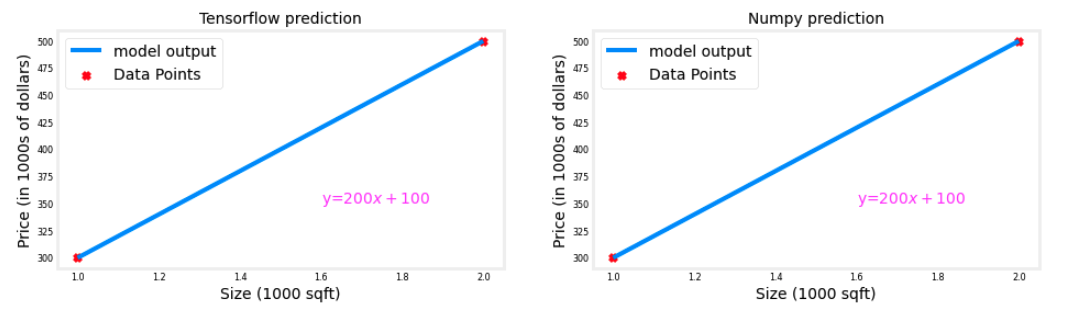 Tensorflow prediction
Price (in 1000s of dollars)
500
475
450
425
400
375
350
325
300
model output
Data Points
y=200x + 100
1.0 1.2 1.4 1.6 1.8 2.0
Size (1000 sqft)
Numpy prediction
Price (in 1000s of dollars)
500
475
450
425
400
375
350
325
300
model output
Data Points
y=200x + 100
1.0 1.2 1.4 1.6 1.8 2.0
Size (1000 sqft)